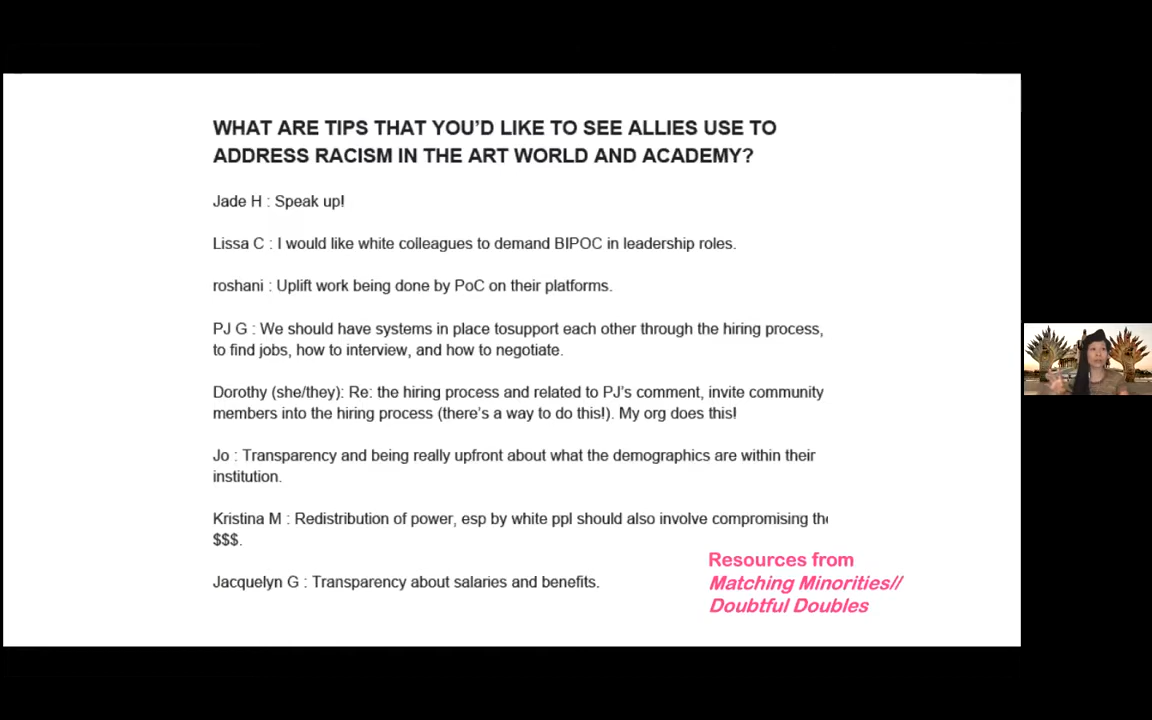 WHAT ARE TIPS THAT YOU'D LIKE TO SEE ALLIES USE TO
ADDRESS RACISM IN THE ART WORLD AND ACADEMY?
Jade H : Speak up!
Lissa C : I would like white colleagues to demand BIPOC in leadership roles.
roshani : Uplift work being done by PoC on their platforms.
PJ G : We should have systems in place tosupport each other through the hiring process,
to find jobs, how to interview, and how to negotiate.
Dorothy (she/they): Re: the hiring process and related to PJ's comment, invite community
members into the hiring process (there's a way to do this!). My org does this!
Jo : Transparency and being really upfront about what the demographics are within their
institution.
Kristina M : Redistribution of power, esp by white ppl should also involve compromising the
$$$.
Jacquelyn G : Transparency about salaries and benefits.
Resources from
Matching Minorities//
Doubtful Doubles